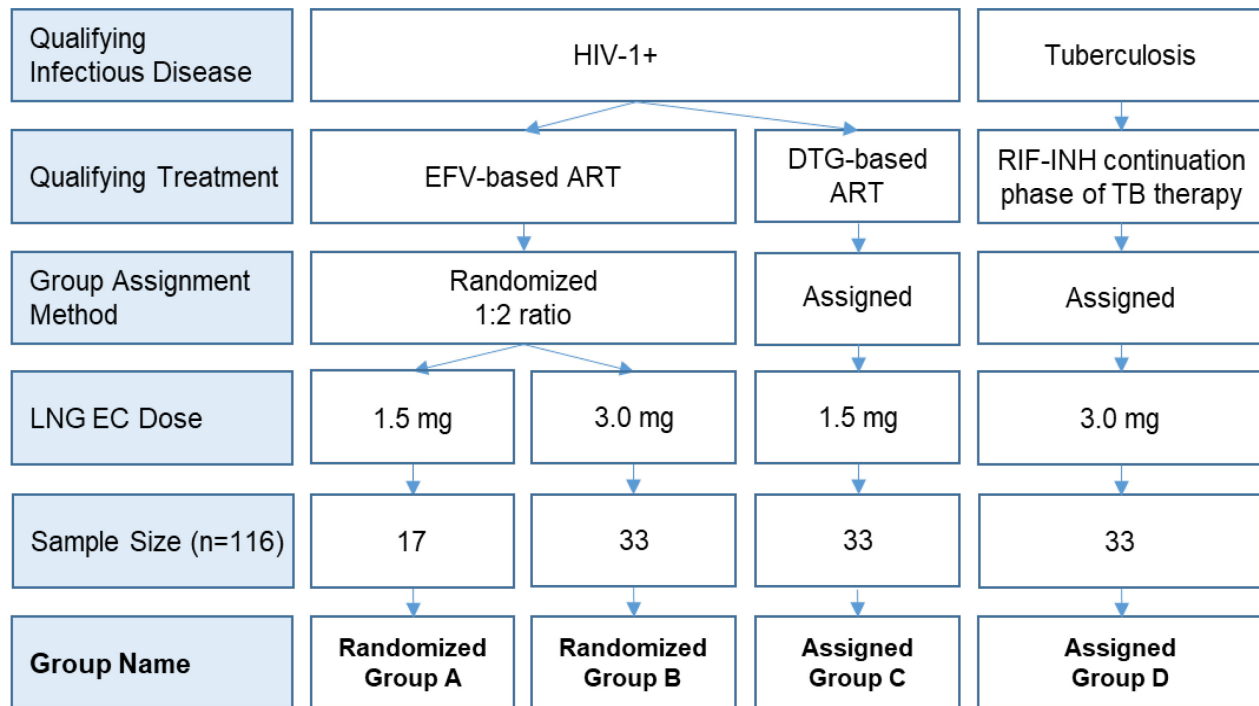 Qualifying
Infectious Disease
HIV-1+
Tuberculosis
Qualifying Treatment
EFV-based ART
DTG-based
ART
RIF-INH continuation
phase of TB therapy
Group Assignment
Method
Randomized
1:2 ratio
Assigned
Assigned
LNG EC Dose
1.5 mg
3.0 mg
1.5 mg
3.0 mg
Sample Size (n=116)
17
33
33
33
Group Name
Randomized
Group A
Randomized
Group B
Assigned
Group C
Assigned
Group D